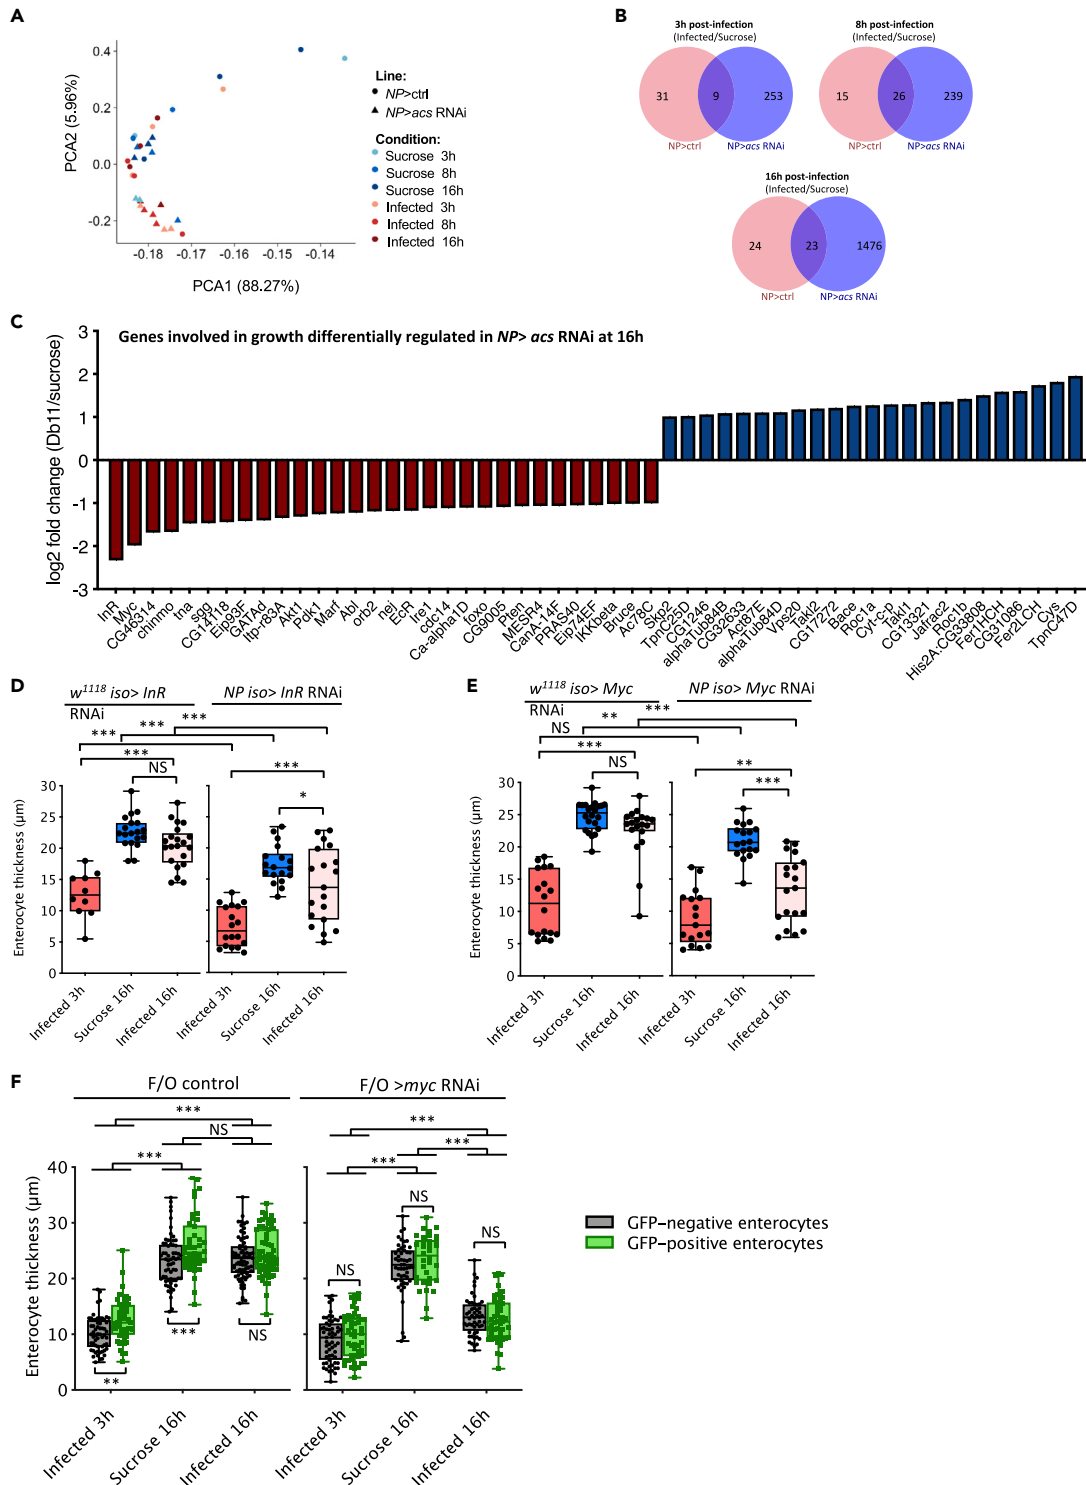 A
0.4
0.2
0.0
-0.2
PCA2 (5.96%)
-0.18
-0.17
-0.16
-0.15
-0.14
PCA1 (88.27%)
Line:
NP>ctrl
NP>acs RNAi
Condition:
Sucrose 3h
Sucrose 8h
Sucrose 16h
Infected 3h
Infected 8h
Infected 16h
B
3h post-infection
(Infected/Sucrose)
31
9
253
NP>ctrl
NP>acs RNAi
8h post-infection
(Infected/Sucrose)
15
26
239
NP>ctrl
NP>acs RNAi
16h post-infection
(Infected/Sucrose)
24
23
1476
NP>ctrl
NP>acs RNAi
C
Genes involved in growth differentially regulated in NP> acs RNAi at 16h
log2 fold change (Db11/sucrose)
3
2
1
0
-1
-2
-3
InR
Myc
CG46314
chinmo
tna
sgg
CG14118
Eip93F
GATAd
Itp-r83A
Akt1
Pdk1
Marf
Abl
orb2
nej
EcR
Ire1
cdc14
Ca-alpha1D
foxo
CG9005
Pten
MESR4
CanA-14F
PRAS40
Eip74EF
IKKbeta
Bruce
Ac78C
Skp2
TpnC25D
CG1246
alphaTub84B
CG32633
Act87E
alphaTub84D
Vps20
Takl2
CG17272
Bace
Roc1a
Cyt-c-p
Takl1
CG13321
Jafrac2
Roc1b
His2A:CG33808
Fer1HCH
CG31086
Fer2LCH
Cys
TpnC47D
D
w1118 iso> InR
RNAi
NP iso> InR RNAi
***
***
***
***
NS
***
*
Enterocyte thickness (µm)
30
25
20
15
10
5
0
Infected 3h
Sucrose 16h
Infected 16h
Infected 3h
Sucrose 16h
Infected 16h
E
w1118 iso> Myc
RNAi
NP iso> Myc RNAi
***
**
NS
***
NS
**
***
Enterocyte thickness (µm)
30
25
20
15
10
5
0
Infected 3h
Sucrose 16h
Infected 16h
Infected 3h
Sucrose 16h
Infected 16h
F
F/O control
F/O >myc RNAi
***
NS
***
**
***
NS
***
***
***
NS
NS
NS
Enterocyte thickness (µm)
40
30
20
10
0
Infected 3h
Sucrose 16h
Infected 16h
Infected 3h
Sucrose 16h
Infected 16h
GFP–negative enterocytes
GFP–positive enterocytes